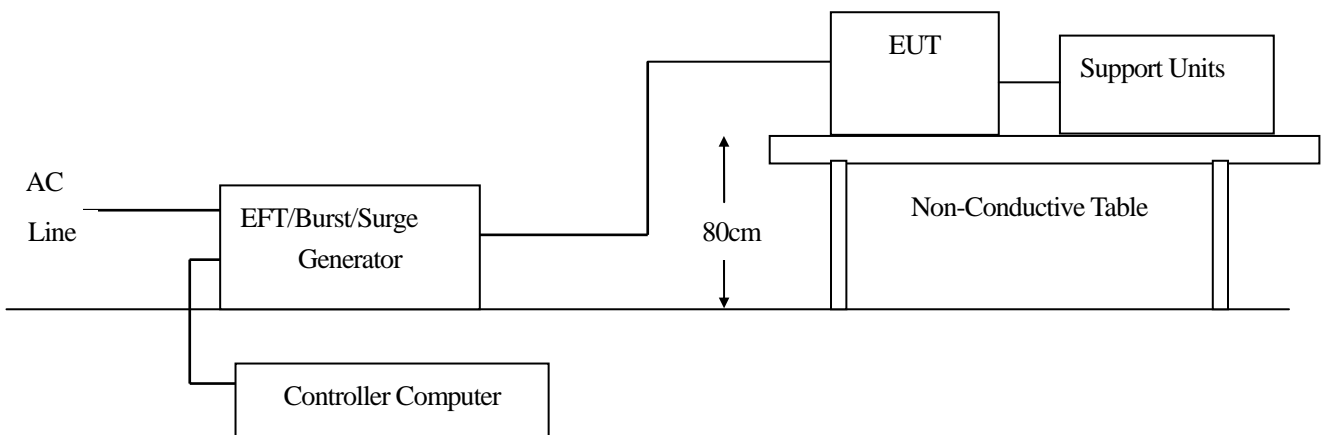 EUT
Support Units
AC
Line
EFT/Burst/Surge
Generator
80cm
Non-Conductive Table
Controller Computer